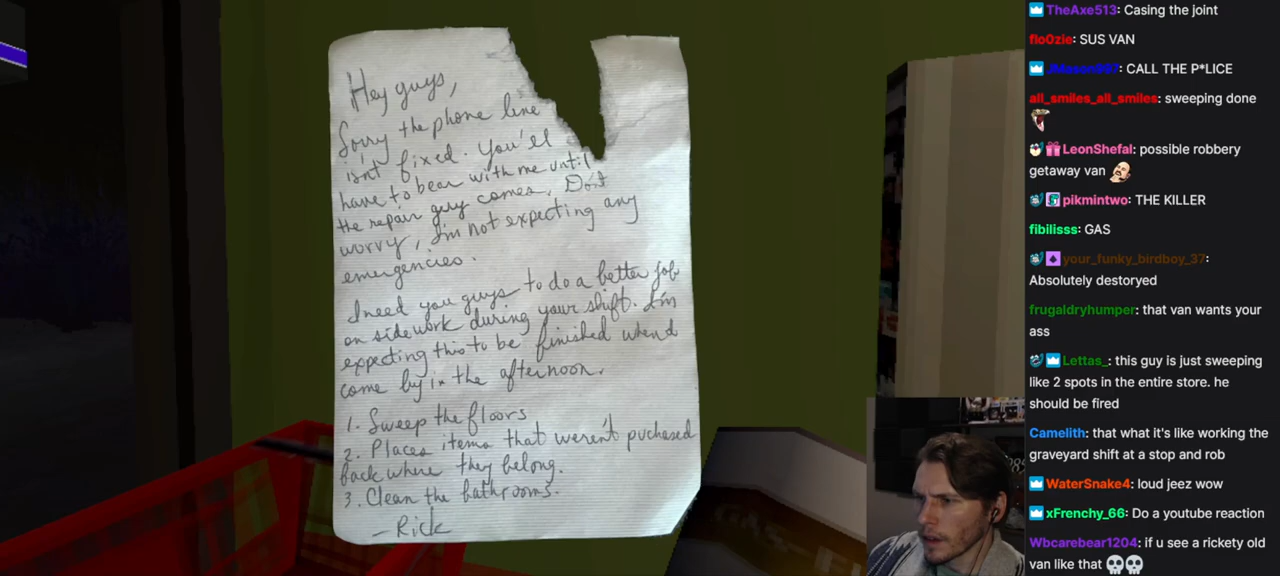 Hey guys,
Sorry the phone line
isn't fixed. You'll
have to bear with me until
the repair guy comes. Don't
worry, I'm not expecting any
emergencies.
I need you guys to do a better job
on sidework during your shift. I'm
expecting this to be finished when I
come by in the afternoon.
1. Sweep the floors
2. Places items that weren't puchased
back where they belong.
3. Clean the bathrooms.
-Rick
TheAxe513: Casing the joint
flo0zie: SUS VAN
CALL THE P*LICE
all_smiles_all_smiles: sweeping done
LeonShefal: possible robbery
getaway van
pikmintwo: THE KILLER
fibilisss: GAS
your_funky_birdboy_37:
Absolutely destoryed
frugaldryhumper: that van wants your
ass
Lettas_: this guy is just sweeping
like 2 spots in the entire store. he
should be fired
Camelith: that what it's like working the
graveyard shift at a stop and rob
WaterSnake4: loud jeez wow
xFrenchy_66: Do a youtube reaction
Wbcarebear1204: if u see a rickety old
van like that